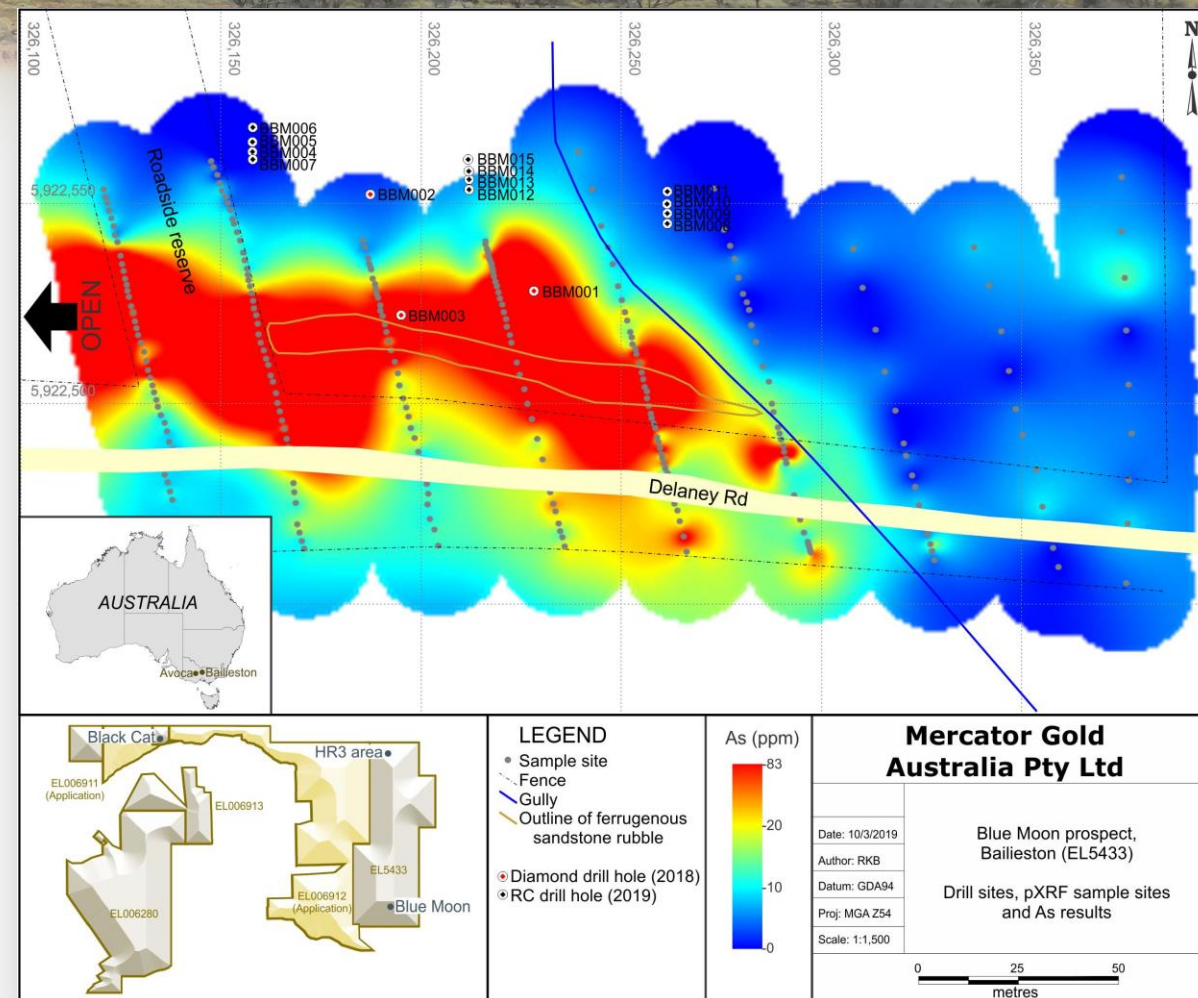 326,100
326,150
326,200
326,250
326,300
326,350
N
BBM006
BBM005
BBM004
BBM007
BBM015
BBM014
BBM013
BBM012
BBM011
BBM010
BBM009
BBM002
5,922,550
Roadside reserve
BBM001
BBM003
OPEN
5,922,500
Delaney Rd
AUSTRALIA
Avoca
Bailieston
Black Cat
HR3 area
EL006911
(Application)
EL006913
EL5433
EL006912
(Application)
EL006280
Blue Moon
LEGEND
Sample site
Fence
Gully
Outline of ferrugenous
sandstone rubble
Diamond drill hole (2018)
RC drill hole (2019)
As (ppm)
83
20
10
0
Mercator Gold
Australia Pty Ltd
Date: 10/3/2019
Author: RKB
Datum: GDA94
Proj: MGA Z54
Scale: 1:1,500
Blue Moon prospect,
Bailieston (EL5433)
Drill sites, pXRF sample sites
and As results
0 25 50
metres